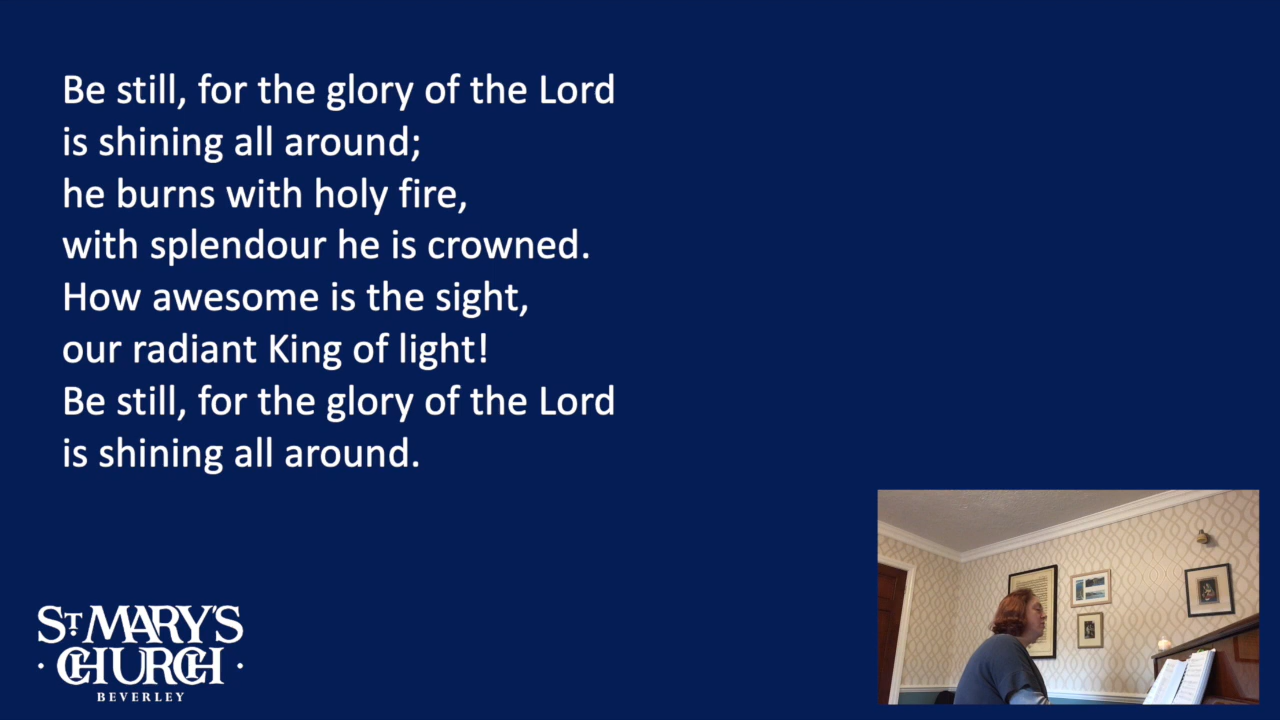 Be still, for the glory of the Lord
is shining all around;
he burns with holy fire,
with splendour he is crowned.
How awesome is the sight,
our radiant King of light!
Be still, for the glory of the Lord
is shining all around.
ST MARY'S
· CHURCH ·
BEVERLEY